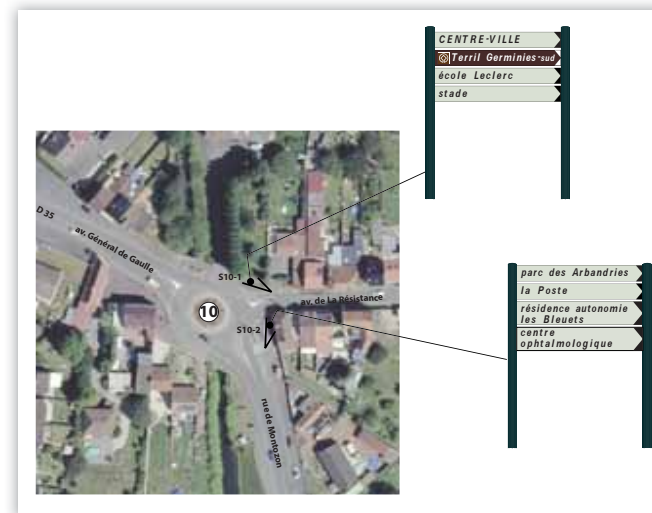 CENTRE-VILLE
Terril Germinies-sud
école Leclerc
stade
D 35
av. Général de Gaulle
S10-1
av. de La Résistance
10
S10-2
rue de Montozon
parc des Arbandries
la Poste
résidence autonomie
les Bleuets
centre
ophtalmologique